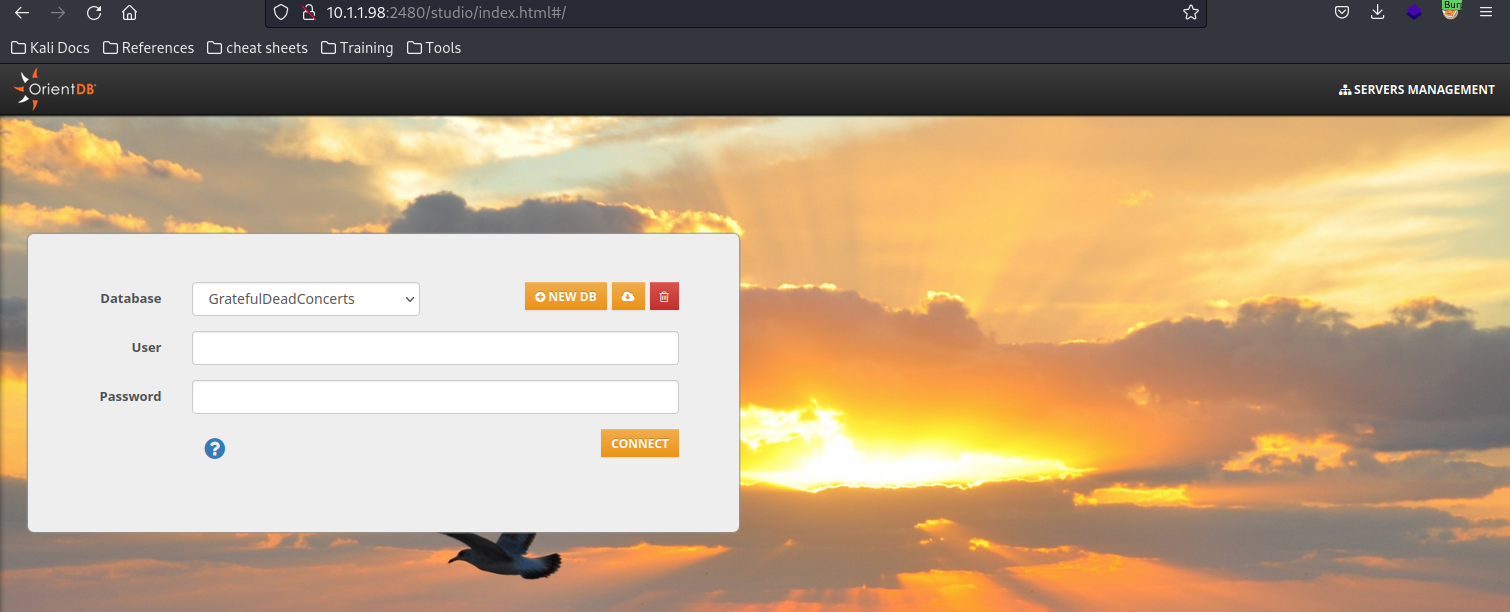 10.1.1.98:2480/studio/index.html#/
Kali Docs References cheat sheets Training Tools
OrientDB
SERVERS MANAGEMENT
Database GratefulDeadConcerts NEW DB
User
Password
? CONNECT